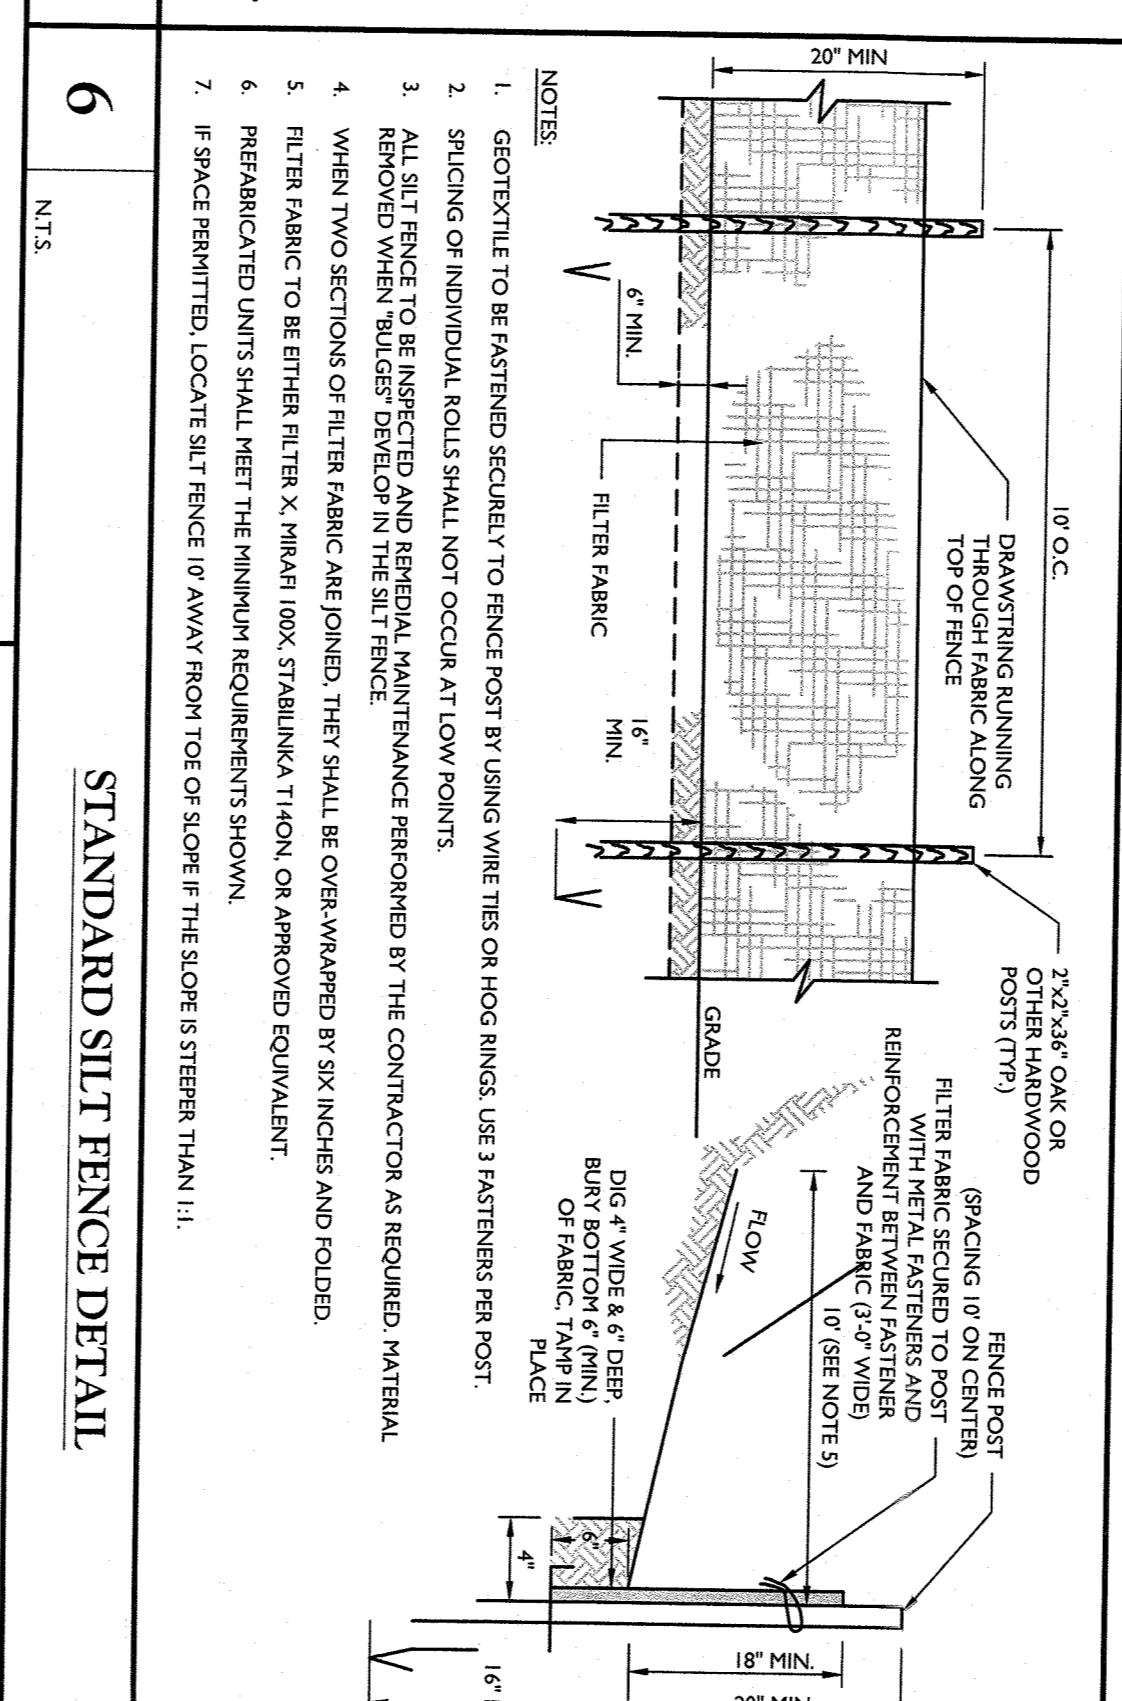 20" MIN
10' O.C.
DRAWSTRING RUNNING
THROUGH FABRIC ALONG
TOP OF FENCE
2"x2"x36" OAK OR
OTHER HARDWOOD
POSTS (TYP.)
6" MIN.
FILTER FABRIC
16"
MIN.
GRADE
FENCE POST
(SPACING 10' ON CENTER)
FILTER FABRIC SECURED TO POST
WITH METAL FASTENERS AND
REINFORCEMENT BETWEEN FASTENER
AND FABRIC (3'-0" WIDE)
10' (SEE NOTE 5)
FLOW
DIG 4" WIDE & 6" DEEP,
BURY BOTTOM 6" (MIN.)
OF FABRIC, TAMP IN
PLACE
6"
4"
18" MIN.
20" MIN.
16"
NOTES:
1. GEOTEXTILE TO BE FASTENED SECURELY TO FENCE POST BY USING WIRE TIES OR HOG RINGS. USE 3 FASTENERS PER POST.
2. SPLICING OF INDIVIDUAL ROLLS SHALL NOT OCCUR AT LOW POINTS.
3. ALL SILT FENCE TO BE INSPECTED AND REMEDIAL MAINTENANCE PERFORMED BY THE CONTRACTOR AS REQUIRED. MATERIAL
REMOVED WHEN "BULGES" DEVELOP IN THE SILT FENCE.
4. WHEN TWO SECTIONS OF FILTER FABRIC ARE JOINED, THEY SHALL BE OVER-WRAPPED BY SIX INCHES AND FOLDED.
5. FILTER FABRIC TO BE EITHER FILTER X, MIRAFI 100X, STABILINKA T14ON, OR APPROVED EQUIVALENT.
6. PREFABRICATED UNITS SHALL MEET THE MINIMUM REQUIREMENTS SHOWN.
7. IF SPACE PERMITTED, LOCATE SILT FENCE 10' AWAY FROM TOE OF SLOPE IF THE SLOPE IS STEEPER THAN 1:1.
6
N.T.S.
STANDARD SILT FENCE DETAIL